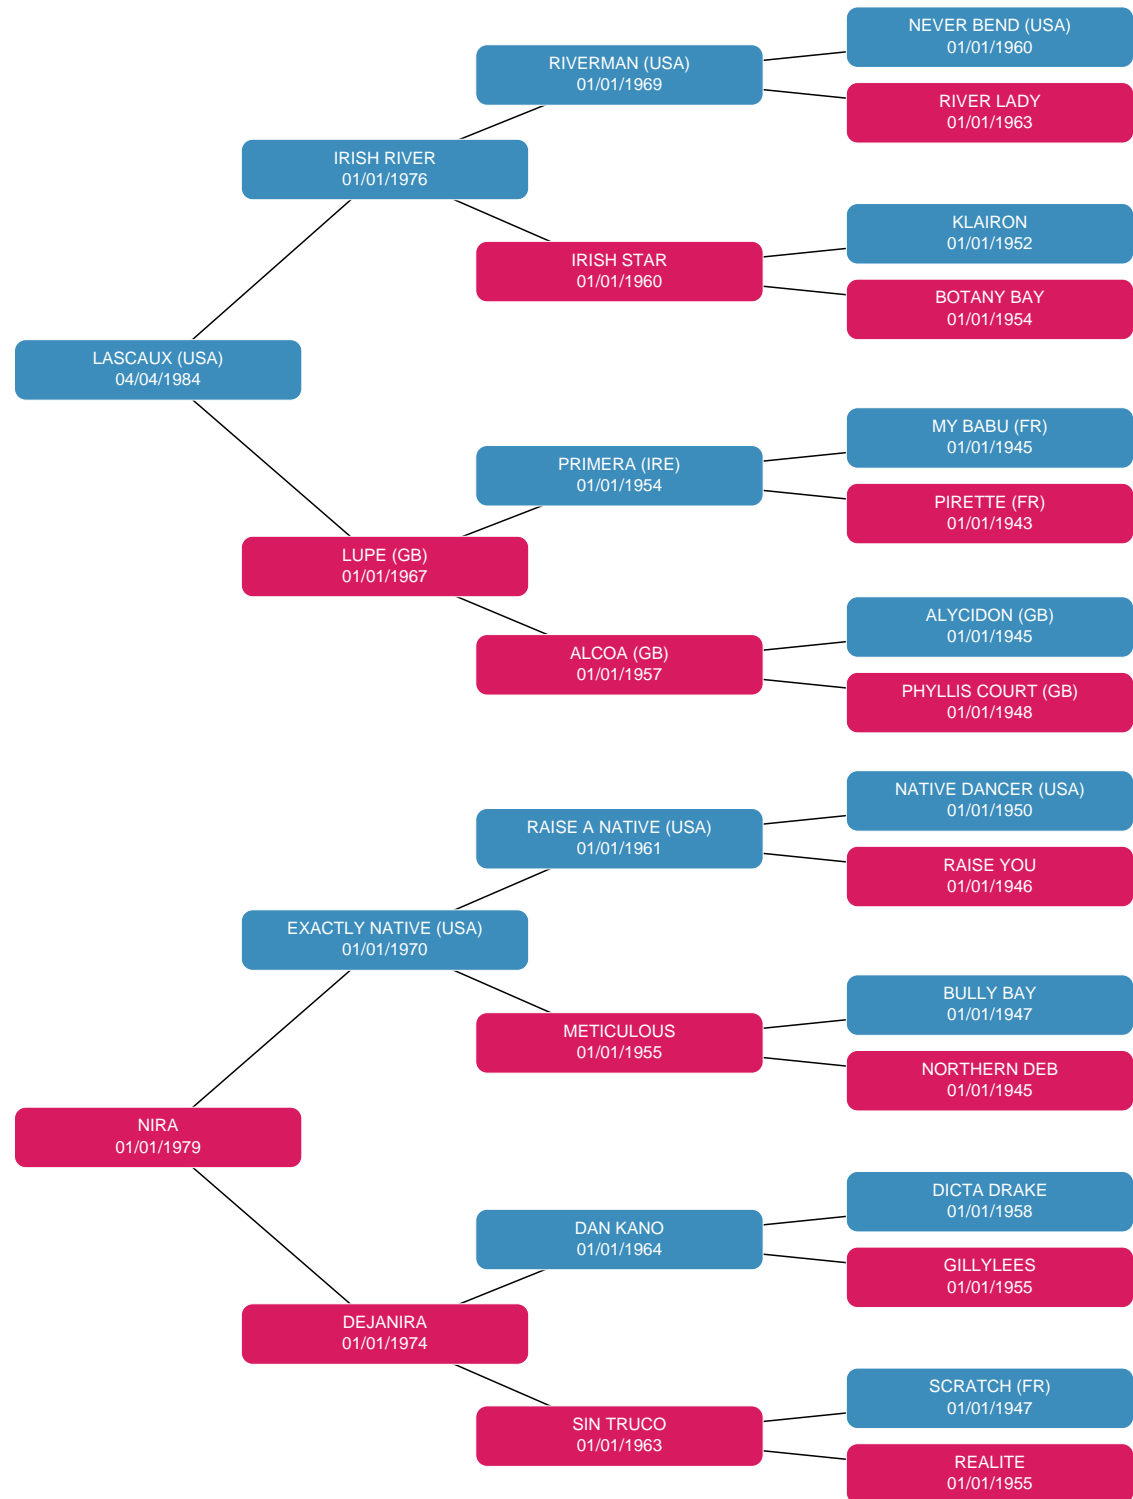 NEVER BEND (USA)
01/01/1960
RIVERMAN (USA)
01/01/1969
RIVER LADY
01/01/1963
IRISH RIVER
01/01/1976
KLAIRON
01/01/1952
IRISH STAR
01/01/1960
BOTANY BAY
01/01/1954
LASCAUX (USA)
04/04/1984
MY BABU (FR)
01/01/1945
PRIMERA (IRE)
01/01/1954
PIRETTE (FR)
01/01/1943
LUPE (GB)
01/01/1967
ALYCIDON (GB)
01/01/1945
ALCOA (GB)
01/01/1957
PHYLLIS COURT (GB)
01/01/1948
NATIVE DANCER (USA)
01/01/1950
RAISE A NATIVE (USA)
01/01/1961
RAISE YOU
01/01/1946
EXACTLY NATIVE (USA)
01/01/1970
BULLY BAY
01/01/1947
METICULOUS
01/01/1955
NORTHERN DEB
01/01/1945
NIRA
01/01/1979
DICTA DRAKE
01/01/1958
DAN KANO
01/01/1964
GILLYLEES
01/01/1955
DEJANIRA
01/01/1974
SCRATCH (FR)
01/01/1947
SIN TRUCO
01/01/1963
REALITE
01/01/1955